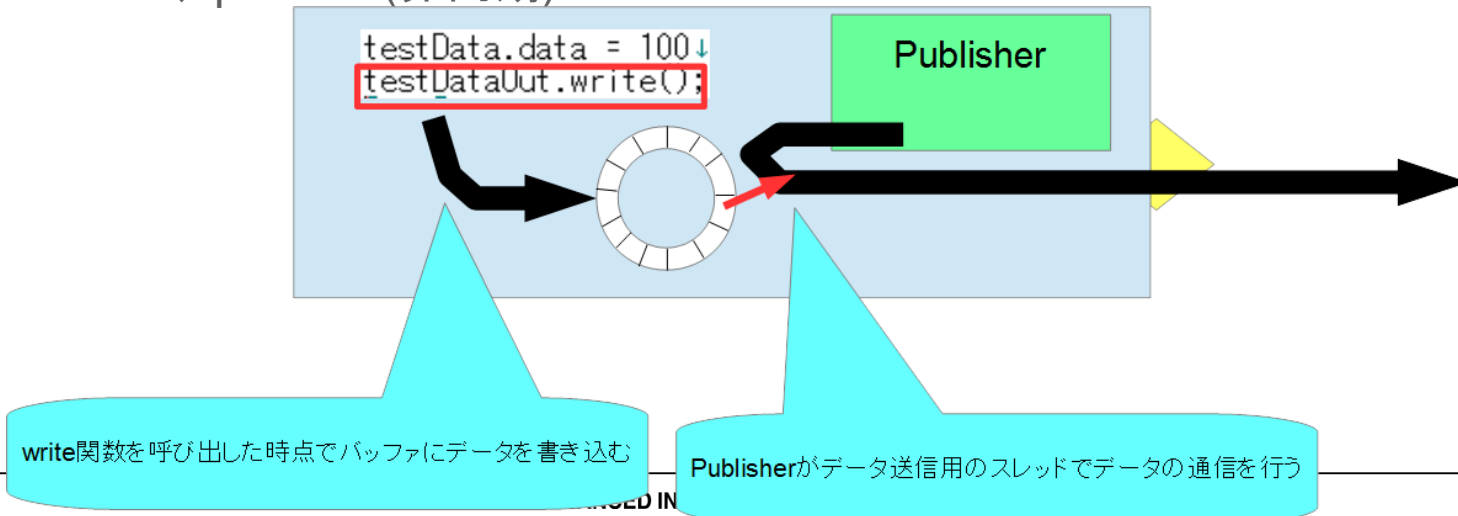 testData.data = 100↓
testDataOut.write();
Publisher
write関数を呼び出した時点でバッファにデータを書き込む
Publisherがデータ送信用のスレッドでデータの通信を行う